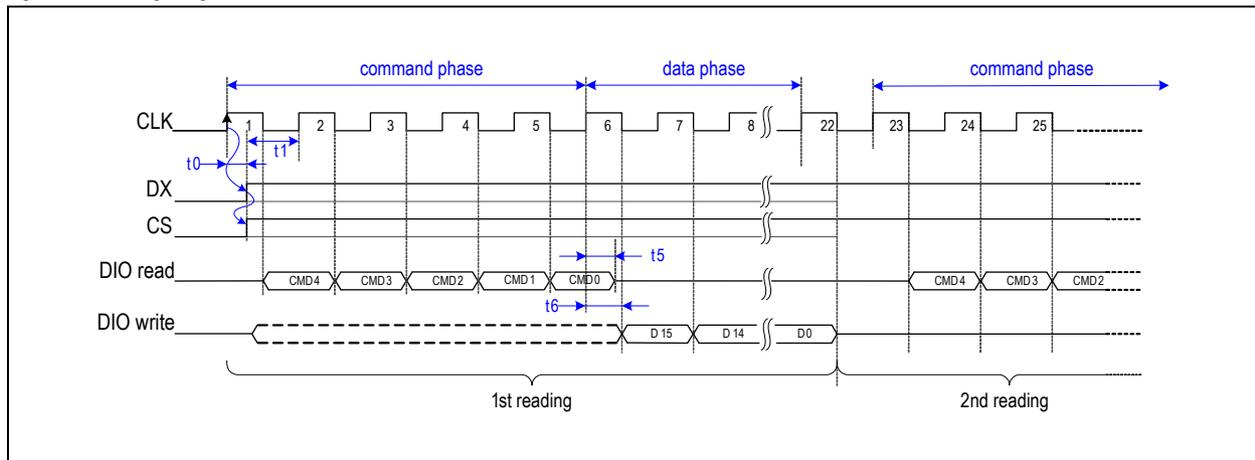 command phase data phase command phase
CLK 1 2 3 4 5 6 7 8 22 23 24 25
t1
t0
DX
CS
t5
DIO read CMD4 CMD3 CMD2 CMD1 CMD0 CMD4 CMD3 CMD2
t6
DIO write D15 D14 D0
1st reading 2nd reading